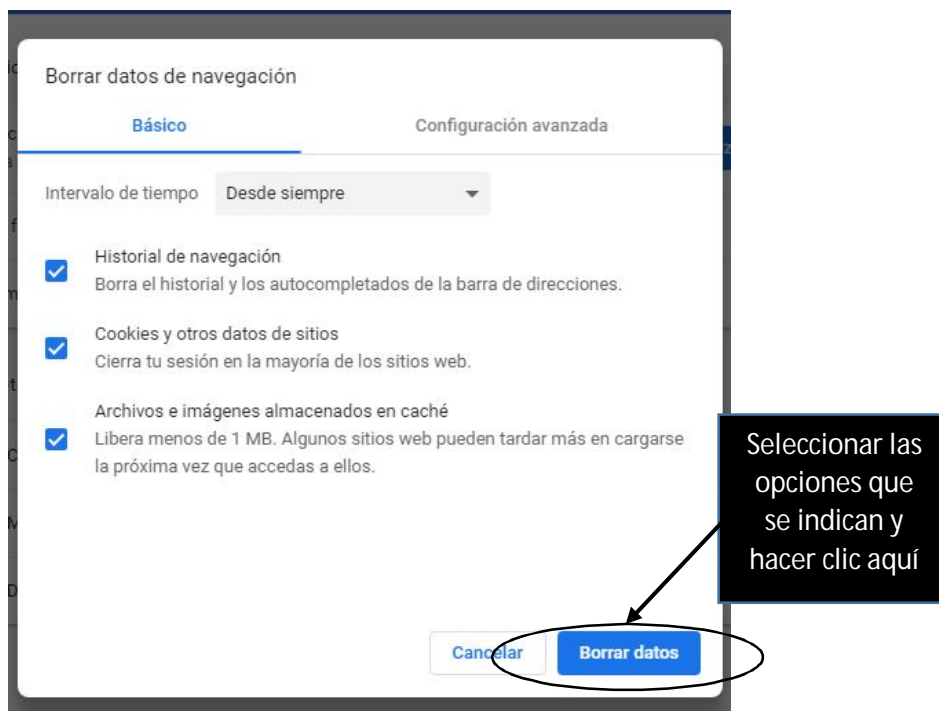 Borrar datos de navegación
Básico
Configuración avanzada
Intervalo de tiempo
Desde siempre
Historial de navegación
Borra el historial y los autocompletados de la barra de direcciones.
Cookies y otros datos de sitios
Cierra tu sesión en la mayoría de los sitios web.
Archivos e imágenes almacenados en caché
Libera menos de 1 MB. Algunos sitios web pueden tardar más en cargarse
la próxima vez que accedas a ellos.
Seleccionar las
opciones que
se indican y
hacer clic aquí
Cancelar
Borrar datos